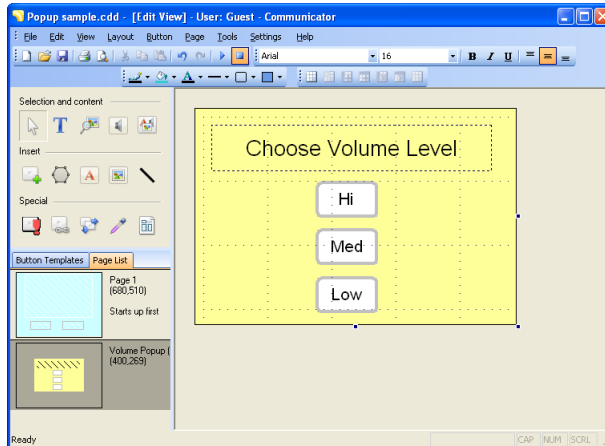 Popup sample.cdd - [Edit View] - User: Guest - Communicator
File Edit View Layout Button Page Tools Settings Help
Arial 16 B I U
A
Selection and content
T
Insert
A
Special
Button Templates Page List
Page 1
(680,510)
Starts up first
Volume Popup (
(400,269)
Choose Volume Level
Hi
Med
Low
Ready
CAP NUM SCRL